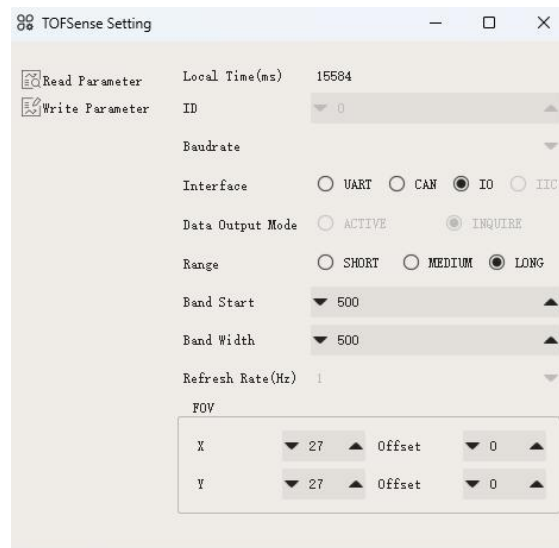 TOFSense Setting
Read Parameter
Write Parameter
Local Time(ms) 15584
ID 0
Baudrate
Interface UART CAN IO IIC
Data Output Mode ACTIVE INQUIRE
Range SHORT MEDIUM LONG
Band Start 500
Band Width 500
Refresh Rate(Hz) 1
FOV
X 27 Offset 0
Y 27 Offset 0